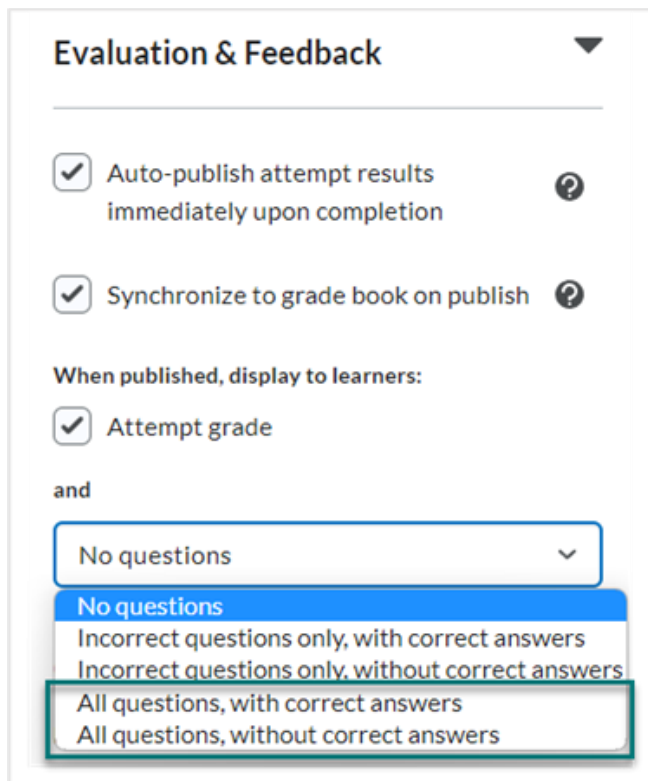 Evaluation & Feedback
Auto-publish attempt results
immediately upon completion
Synchronize to grade book on publish
When published, display to learners:
Attempt grade
and
No questions
No questions
Incorrect questions only, with correct answers
Incorrect questions only, without correct answers
All questions, with correct answers
All questions, without correct answers